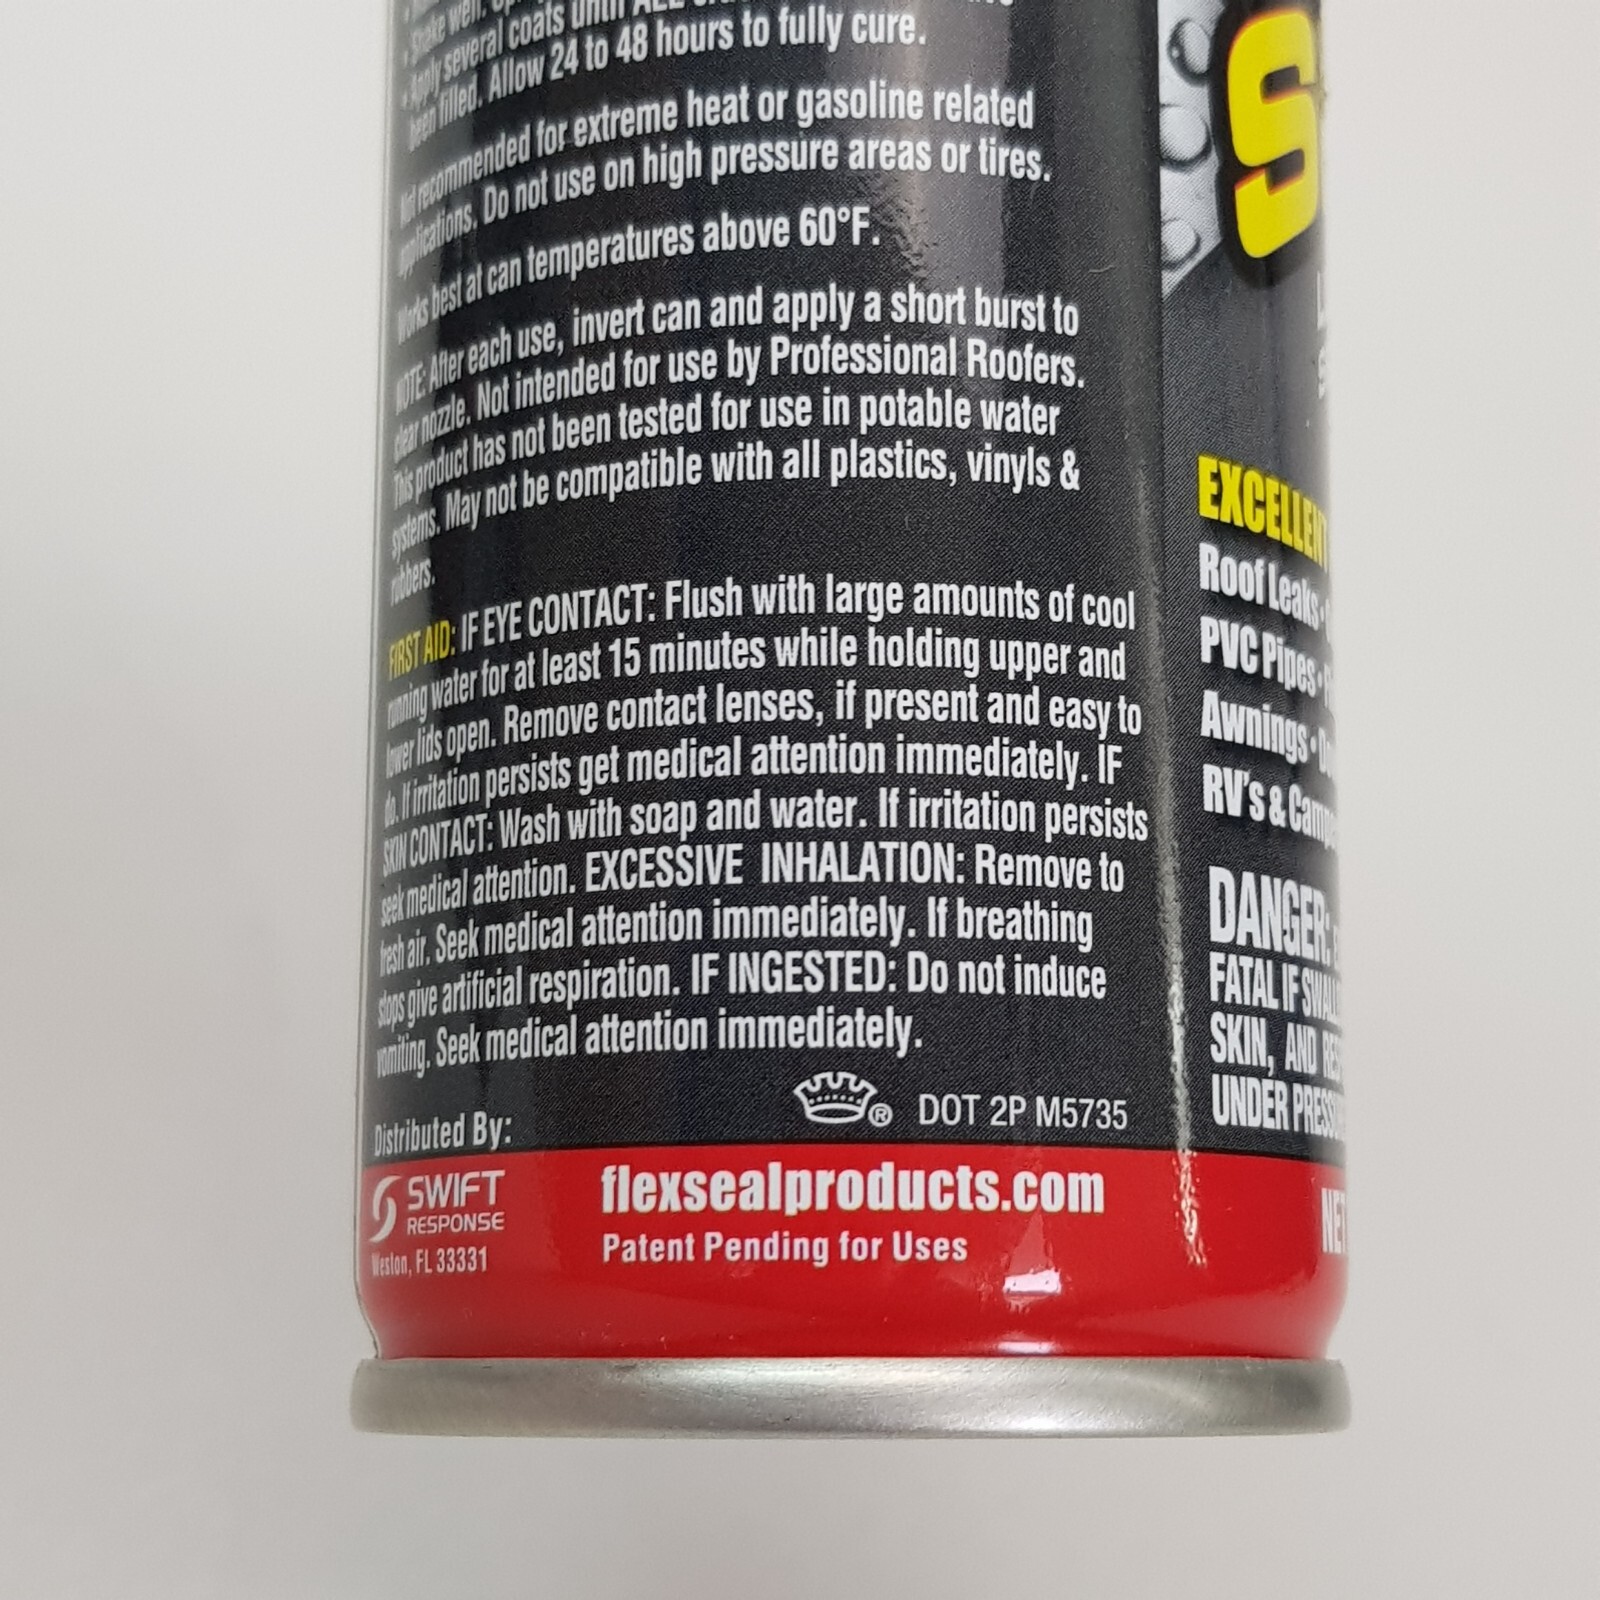 • Shake well.
• Apply several coats until ALL
been filled. Allow 24 to 48 hours to fully cure.
Not recommended for extreme heat or gasoline related
applications. Do not use on high pressure areas or tires.
Works best at can temperatures above 60°F.
NOTE: After each use, invert can and apply a short burst to
clear nozzle. Not intended for use by Professional Roofers.
This product has not been tested for use in potable water
systems. May not be compatible with all plastics, vinyls &
rubbers.
FIRST AID: IF EYE CONTACT: Flush with large amounts of cool
running water for at least 15 minutes while holding upper and
lower lids open. Remove contact lenses, if present and easy to
do. If irritation persists get medical attention immediately. IF
SKIN CONTACT: Wash with soap and water. If irritation persists
seek medical attention. EXCESSIVE INHALATION: Remove to
fresh air. Seek medical attention immediately. If breathing
stops give artificial respiration. IF INGESTED: Do not induce
vomiting. Seek medical attention immediately.
® DOT 2P M5735
Distributed By:
SWIFT
RESPONSE
Weston, FL 33331
flexsealproducts.com
Patent Pending for Uses
S
EXCELLENT
Roof Leaks •
PVC Pipes •
Awnings •
RV's &
DANGER:
FATAL IF
SKIN, AND
UNDER
NET